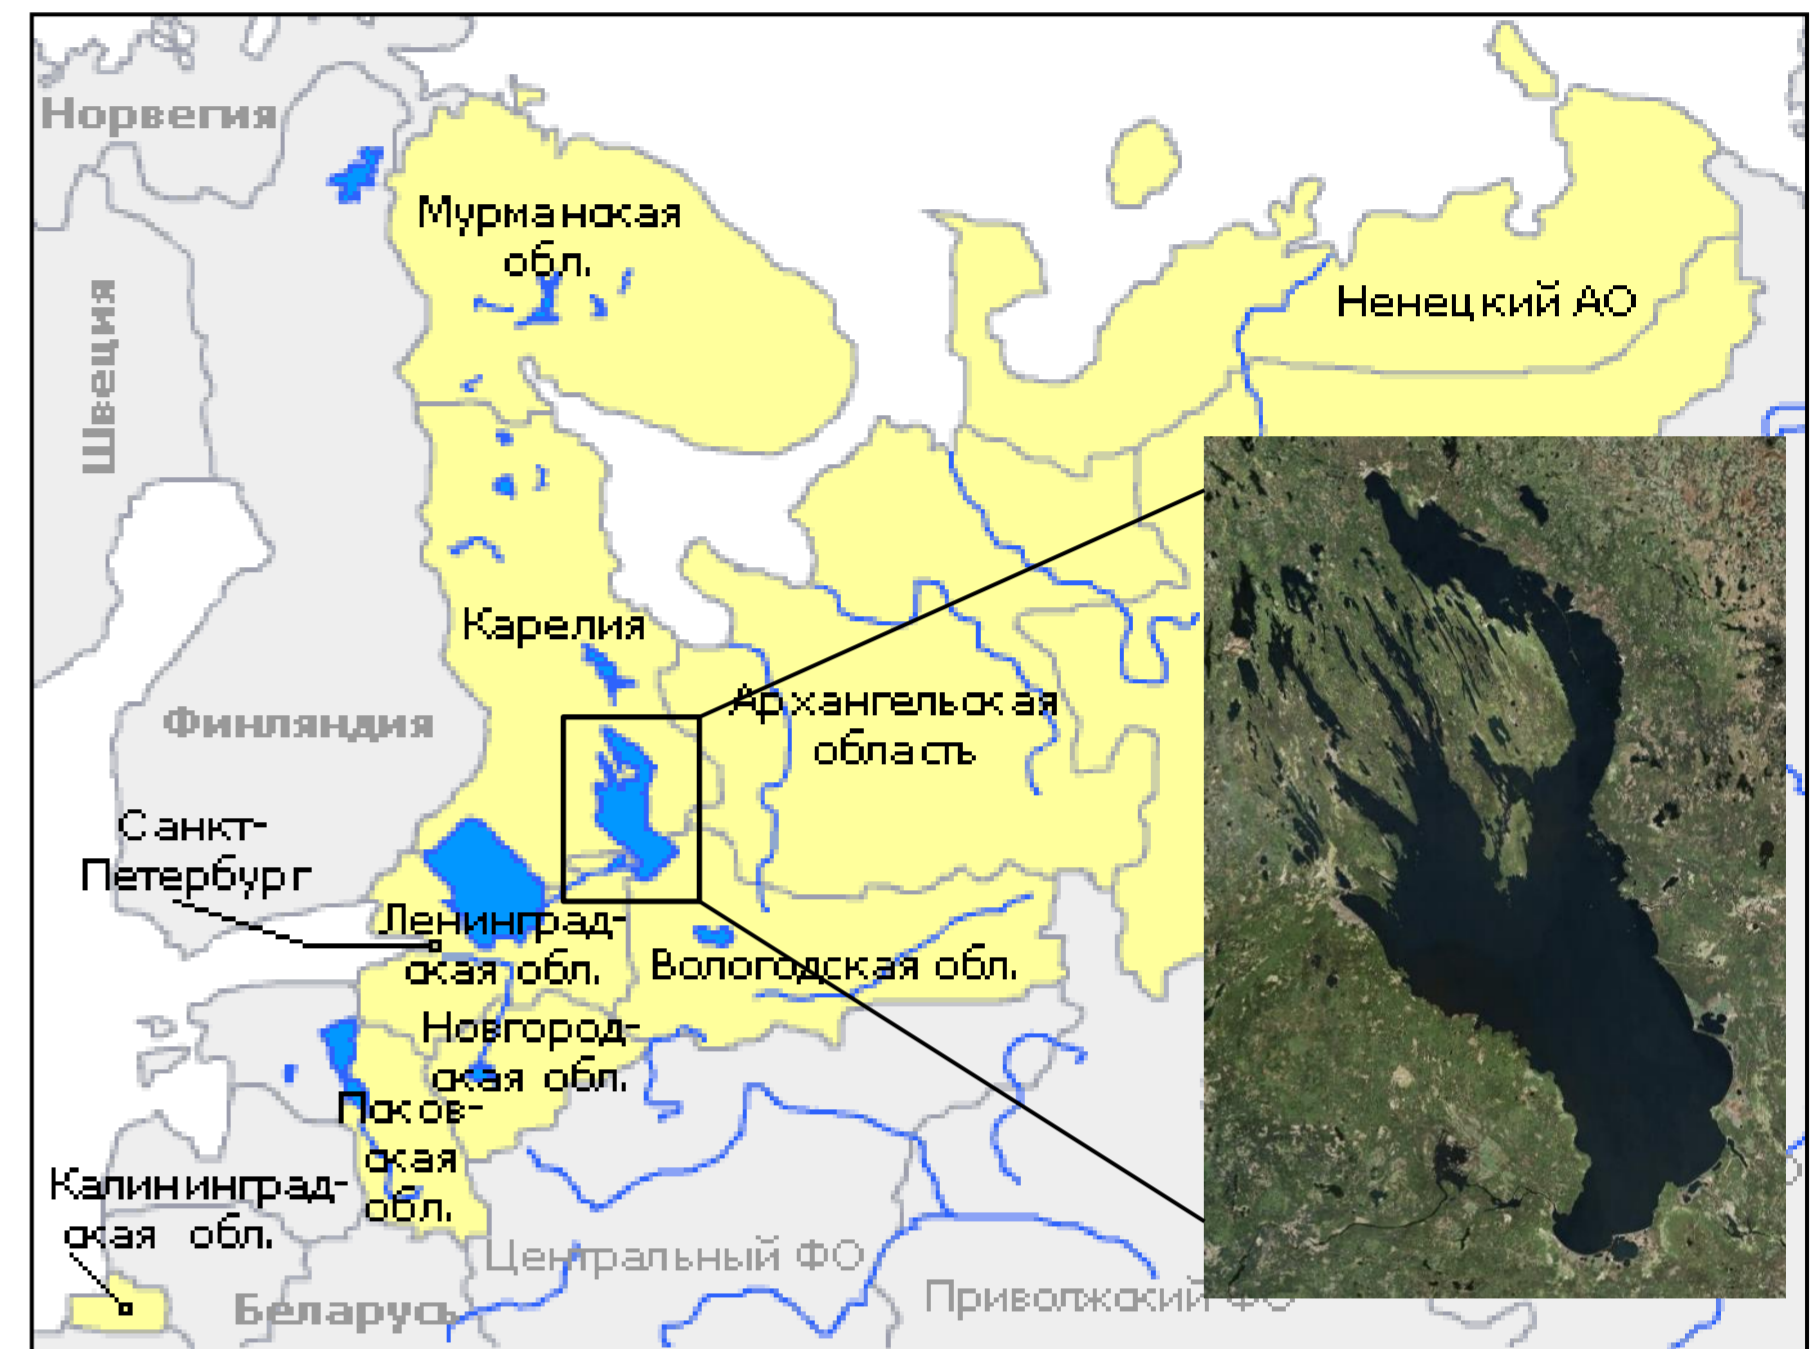 Норвегия
Мурманская
обл.
Ненецкий АО
Швеция
Карелия
Финляндия
Архангельская
область
Санкт-
Петербург
Ленинград-
ская обл.
Вологодская обл.
Новгород-
ская обл.
Псков-
ская
обл.
Калининград-
ская обл.
Центральный ФО
Приволжский ФО
Беларусь